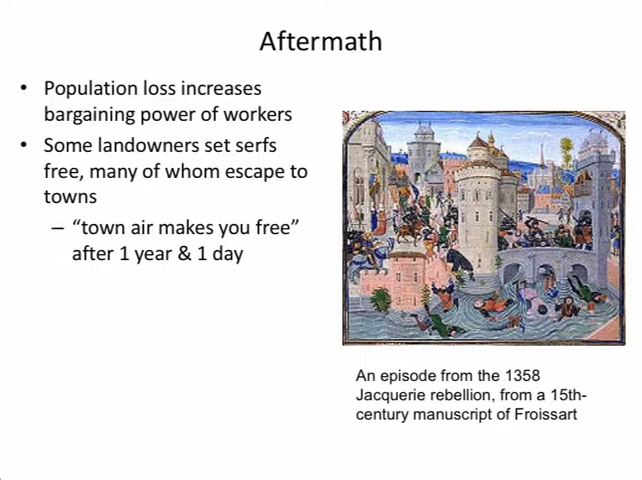 Aftermath
• Population loss increases
bargaining power of workers
• Some landowners set serfs
free, many of whom escape to
towns
– “town air makes you free”
after 1 year & 1 day
An episode from the 1358
Jacquerie rebellion, from a 15th-
century manuscript of Froissart